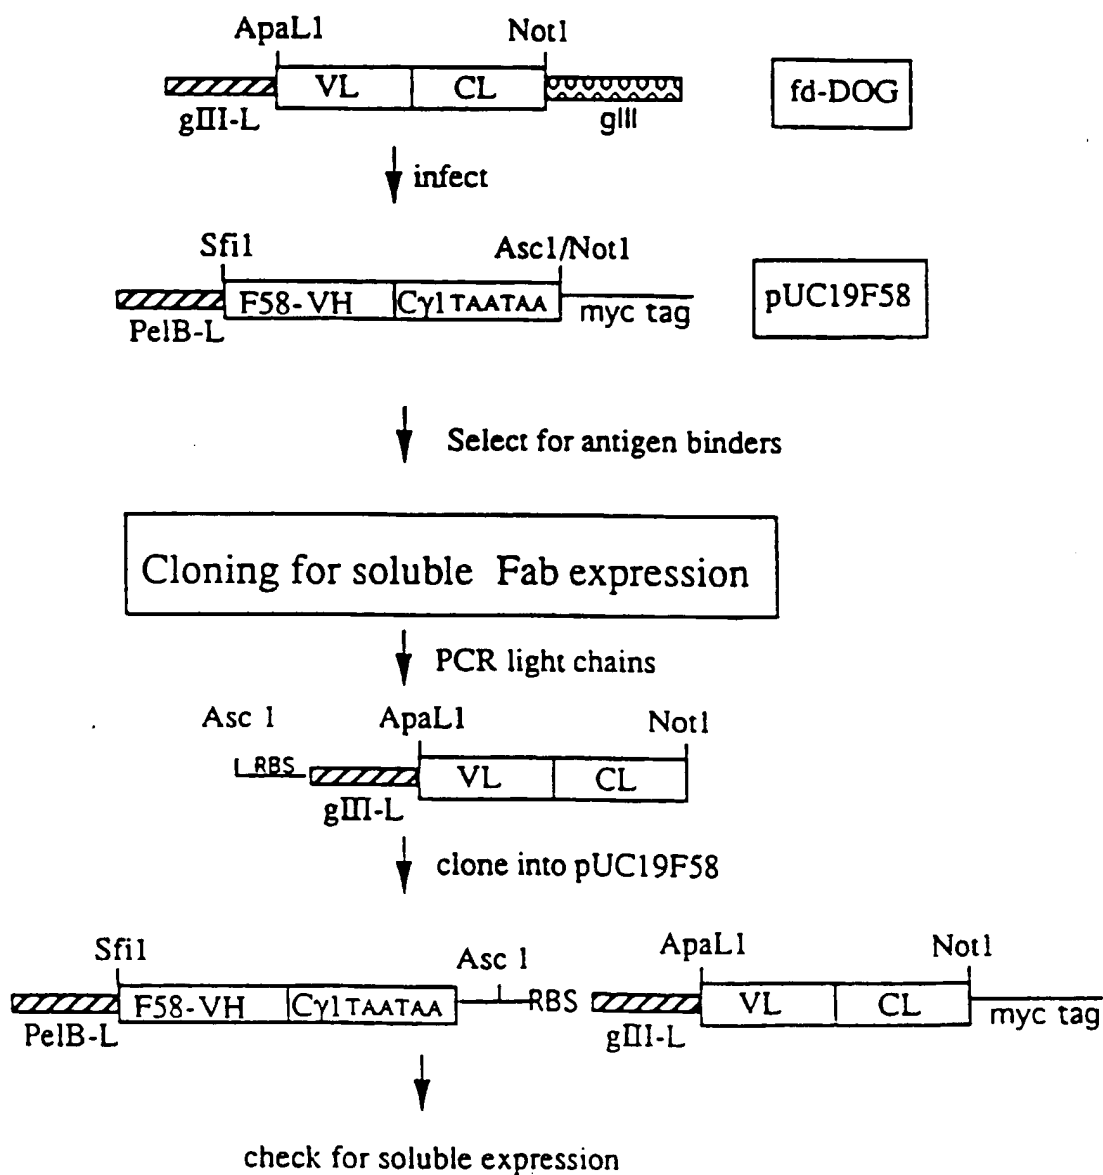 ApaL1 Not1
VL CL
fd-DOG
gIII-L gIII
infect
Sfi1 Asc1/Not1
F58-VH Cγ1 TAATAA
pUC19F58
PelB-L myc tag
Select for antigen binders
Cloning for soluble Fab expression
PCR light chains
Asc 1 ApaL1 Not1
RBS VL CL
gIII-L
clone into pUC19F58
Sfi1 Asc 1 ApaL1 Not1
F58-VH Cγ1 TAATAA RBS VL CL
PelB-L gIII-L myc tag
check for soluble expression